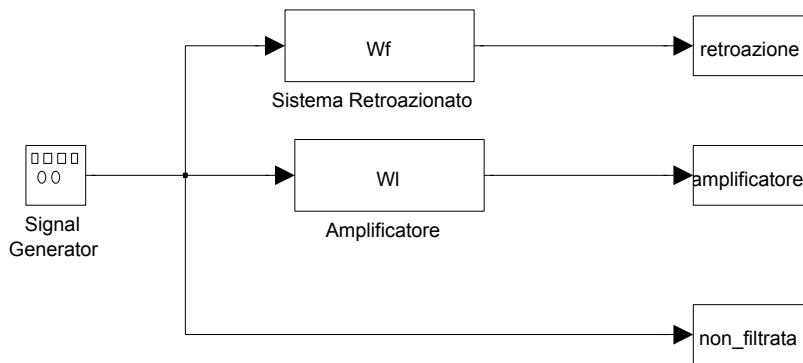 Wf
retroazione
Sistema Retroazionato
Wl
amplificatore
Signal
Generator
Amplificatore
non_filtrata